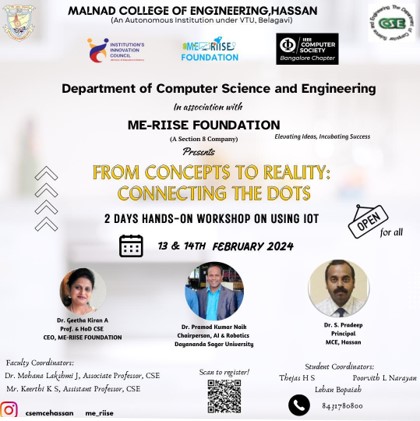 MALNAD COLLEGE OF ENGINEERING,HASSAN
(An Autonomous Institution under VTU, Belagavi)
INSTITUTION'S
INNOVATION
COUNCIL
ME-RIISE
FOUNDATION
IEEE
COMPUTER
SOCIETY
Bangalore Chapter
CSE
Department of Computer Science and Engineering
In association with
ME-RIISE FOUNDATION
(A Section 8 Company)
Elevating Ideas, Incubating Success
Presents
FROM CONCEPTS TO REALITY:
CONNECTING THE DOTS
2 DAYS HANDS-ON WORKSHOP ON USING IOT
OPEN
for all
13 & 14TH FEBRUARY 2024
Dr. Geetha Kiran A
Prof. & HoD CSE
CEO, ME-RIISE FOUNDATION
Dr. Pramod Kumar Naik
Chairperson, AI & Robotics
Dayananda Sagar University
Dr. S. Pradeep
Principal
MCE, Hassan
Faculty Coordinators:
Dr. Mohana Lakshmi J, Associate Professor, CSE
Mr. Keerthi K S, Assistant Professor, CSE
Scan to register!
Student Coordinators:
Thejas H S Poorvith L Narayan
Lehan Bopaiah
8431780800
csemcehassan me_riise